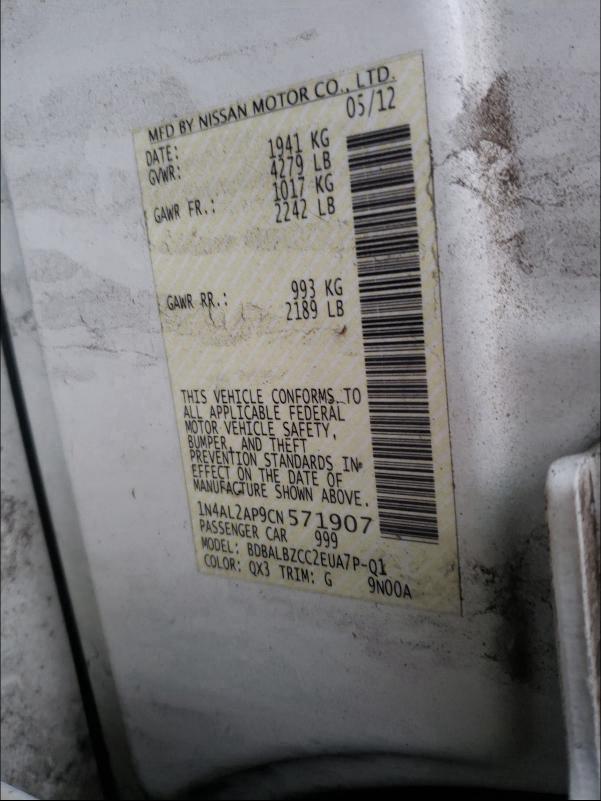 MFD BY NISSAN MOTOR CO., LTD.
DATE: 05/12
GVWR: 1941 KG
4279 LB
GAWR FR.: 1017 KG
2242 LB
GAWR RR.: 993 KG
2189 LB
THIS VEHICLE CONFORMS TO
ALL APPLICABLE FEDERAL
MOTOR VEHICLE SAFETY,
BUMPER, AND THEFT
PREVENTION STANDARDS IN
EFFECT ON THE DATE OF
MANUFACTURE SHOWN ABOVE.
1N4AL2AP9CN571907
PASSENGER CAR 999
MODEL: BDBALBZCC2EUA7P-Q1
COLOR: QX3 TRIM: G 9N00A